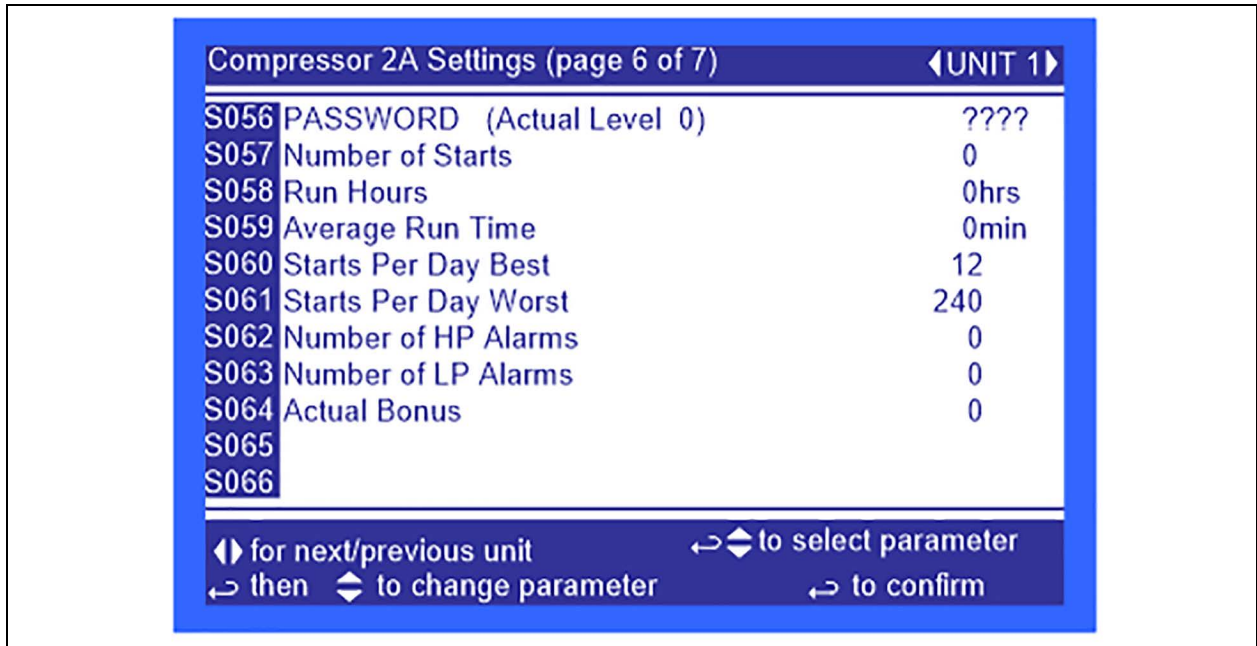 Compressor 2A Settings (page 6 of 7) UNIT 1
S056 PASSWORD (Actual Level 0) ????
S057 Number of Starts 0
S058 Run Hours 0hrs
S059 Average Run Time 0min
S060 Starts Per Day Best 12
S061 Starts Per Day Worst 240
S062 Number of HP Alarms 0
S063 Number of LP Alarms 0
S064 Actual Bonus 0
S065
S066
for next/previous unit to select parameter
then to change parameter to confirm